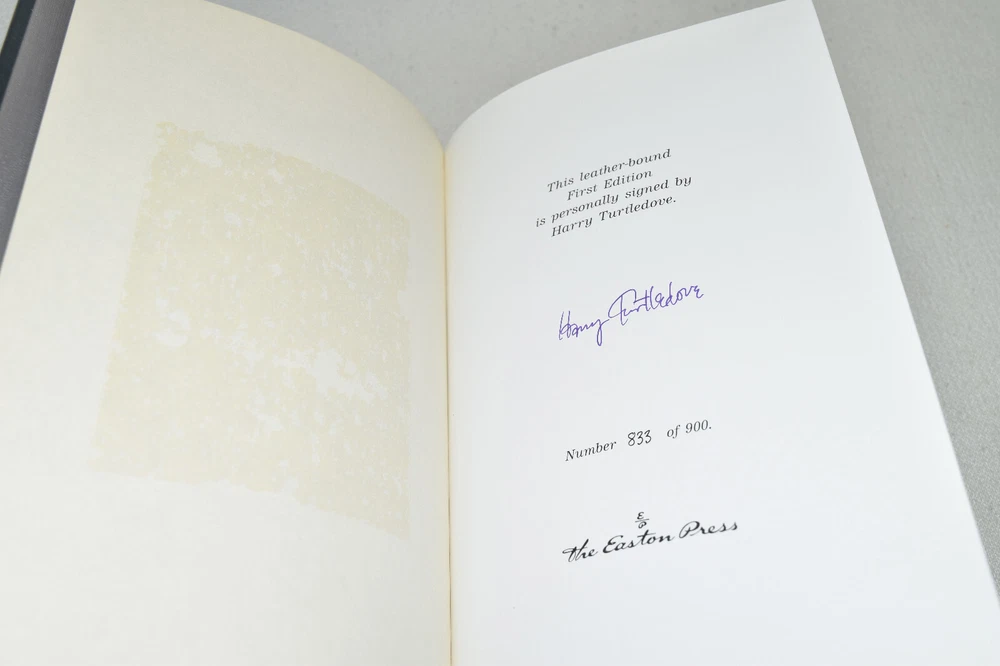 This leather-bound
First Edition
is personally signed by
Harry Turtledove.
Harry Turtledove
Number 833 of 900.
E
P
the Easton Press